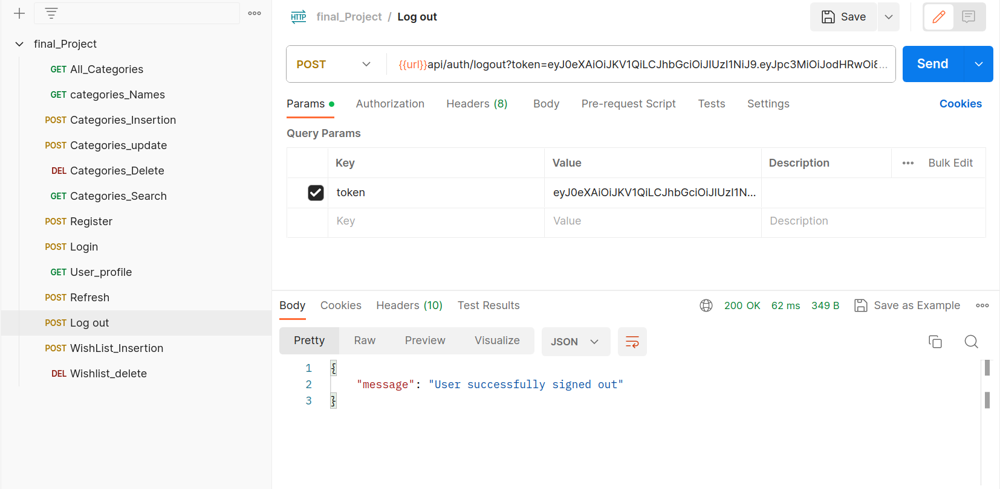 final_Project
GET All_Categories
GET categories_Names
POST Categories_Insertion
POST Categories_update
DEL Categories_Delete
GET Categories_Search
POST Register
POST Login
GET User_profile
POST Refresh
POST Log out
POST WishList_Insertion
DEL Wishlist_delete
HTTP final_Project / Log out
Save
POST {{url}}api/auth/logout?token=eyJ0eXAiOiJKV1QiLCJhbGciOiJIUzI1NiJ9.eyJpc3MiOiJodHRwOi8...
Send
Params Authorization Headers (8) Body Pre-request Script Tests Settings Cookies
Query Params
Key Value Description Bulk Edit
token eyJ0eXAiOiJKV1QiLCJhbGciOiJIUzI1N...
Key Value Description
Body Cookies Headers (10) Test Results 200 OK 62 ms 349 B Save as Example
Pretty Raw Preview Visualize JSON
1 {
2 "message": "User successfully signed out"
3 }